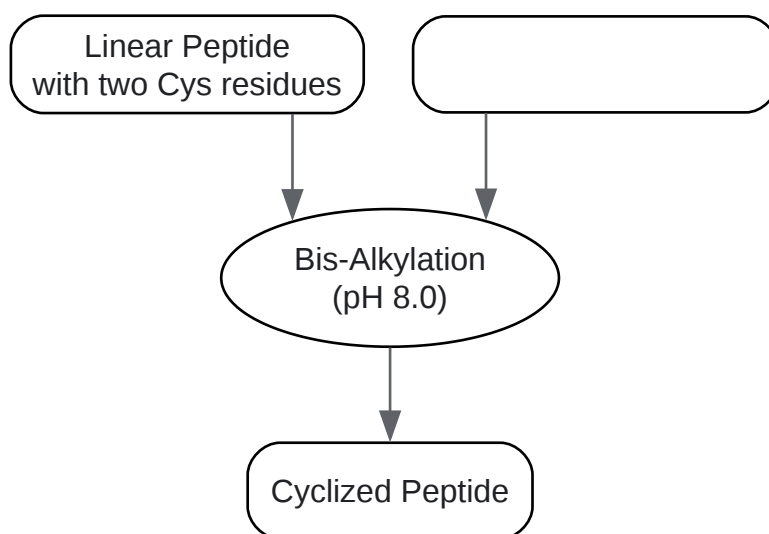 Linear Peptide
with two Cys residues
Bis-Alkylation
(pH 8.0)
Cyclized Peptide